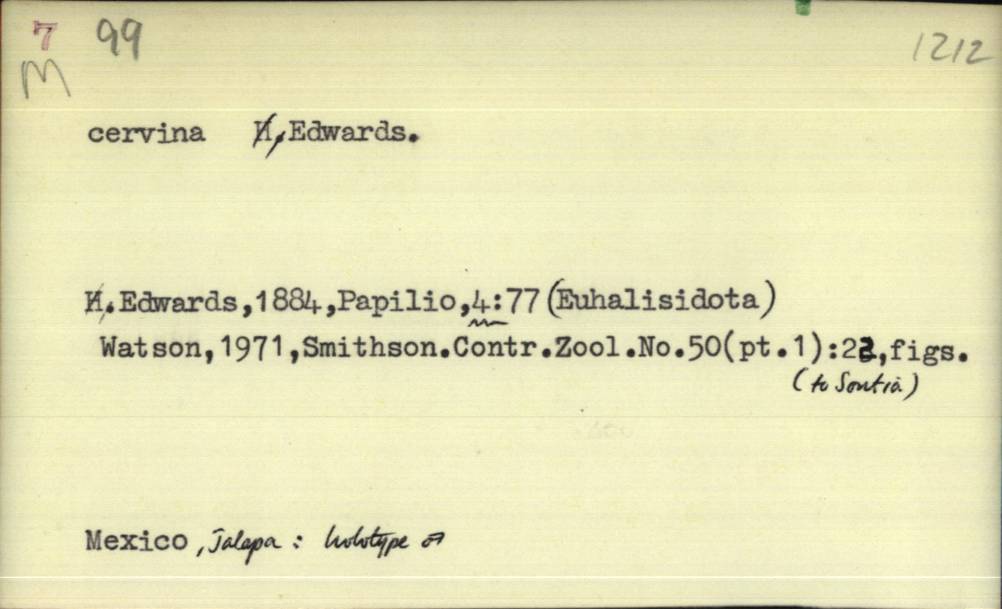 7 99 1212
M
cervina H. Edwards.
H.Edwards,1884,Papilio,4:77(Euhalisidota)
Watson,1971,Smithson.Contr.Zool.No.50(pt.1):22,figs.
(to Sontia)
Mexico, Jalapa: holotype ♂